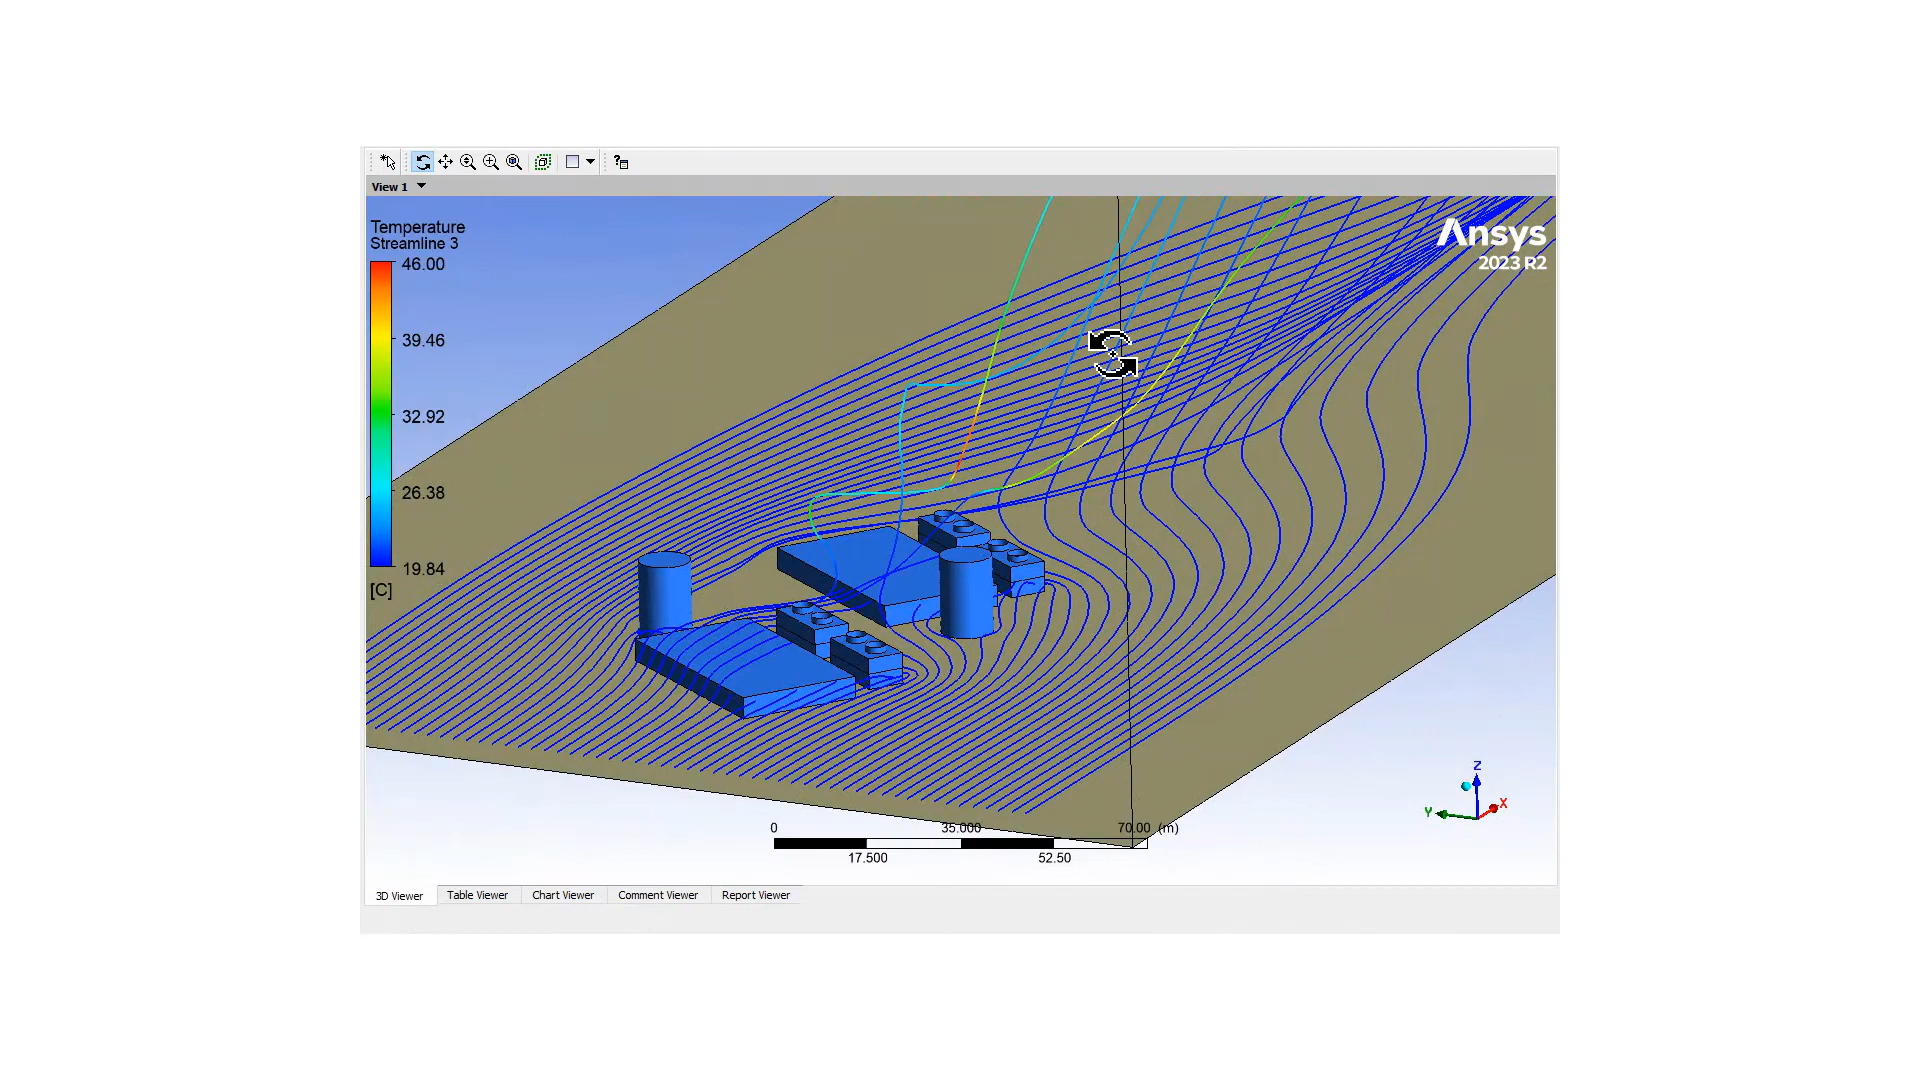 View 1
Temperature
Streamline 3
46.00
39.46
32.92
26.38
19.84
[C]
Ansys
2023 R2
Z
X
Y
0 35.000 70.00 (m)
17.500 52.50
3D Viewer Table Viewer Chart Viewer Comment Viewer Report Viewer